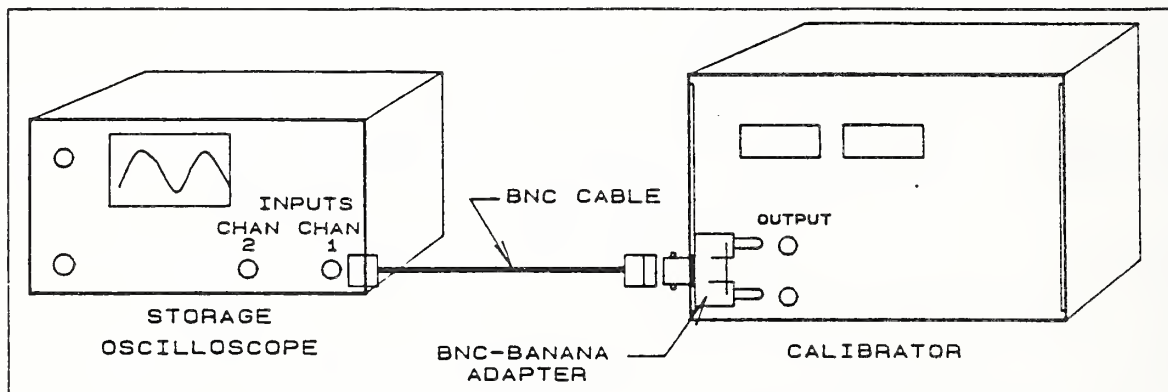 INPUTS
CHAN CHAN
2 1
BNC CABLE
OUTPUT
STORAGE
OSCILLOSCOPE
BNC-BANANA
ADAPTER
CALIBRATOR